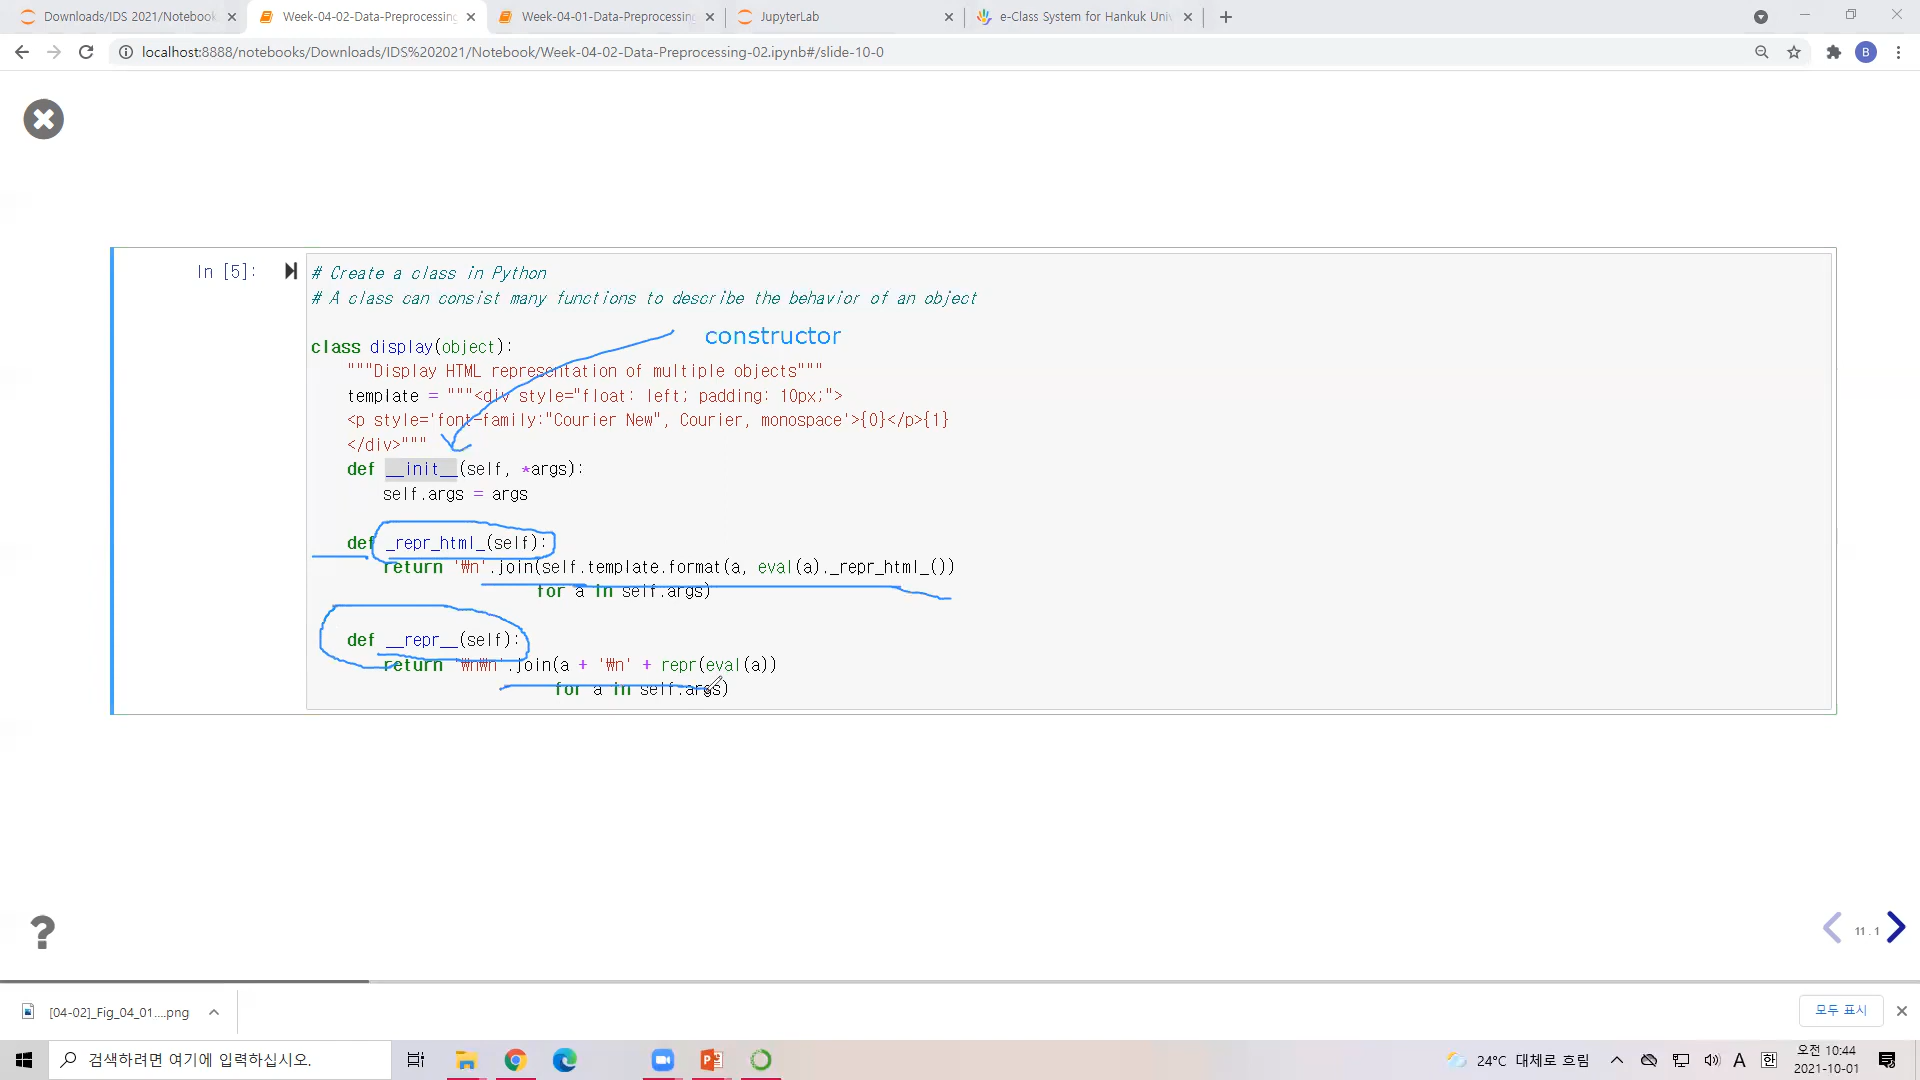 Downloads/IDS 2021/Notebook
Week-04-02-Data-Preprocessing
Week-04-01-Data-Preprocessing
JupyterLab
e-Class System for Hankuk Univ
localhost:8888/notebooks/Downloads/IDS%202021/Notebook/Week-04-02-Data-Preprocessing-02.ipynb#/slide-10-0
B
In [5]:
# Create a class in Python
# A class can consist many functions to describe the behavior of an object
constructor
class display(object):
"""Display HTML representation of multiple objects"""
template = """<div style="float: left; padding: 10px;">
<p style='font-family:"Courier New", Courier, monospace'>{0}</p>{1}
</div>"""
def __init__(self, *args):
self.args = args
def _repr_html_(self):
return '₩n'.join(self.template.format(a, eval(a)._repr_html_())
for a in self.args)
def __repr__(self):
return '₩n₩n'.join(a + '₩n' + repr(eval(a))
for a in self.args)
?
11.1
[04-02]_Fig_04_01....png
모두 표시
검색하려면 여기에 입력하십시오.
24°C 대체로 흐림
A
한
오전 10:44
2021-10-01